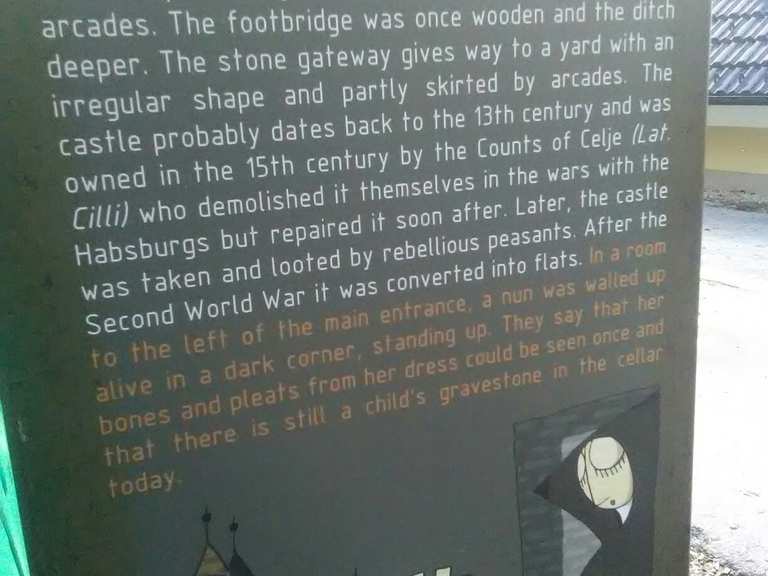 arcades. The footbridge was once wooden and the ditch
deeper. The stone gateway gives way to a yard with an
irregular shape and partly skirted by arcades. The
castle probably dates back to the 13th century and was
owned in the 15th century by the Counts of Celje (Lat.
Cilli) who demolished it themselves in the wars with the
Habsburgs but repaired it soon after. Later, the castle
was taken and looted by rebellious peasants. After the
Second World War it was converted into flats. In a room
to the left of the main entrance, a nun was walled up
alive in a dark corner, standing up. They say that her
bones and pleats from her dress could be seen once and
that there is still a child's gravestone in the cellar
today.